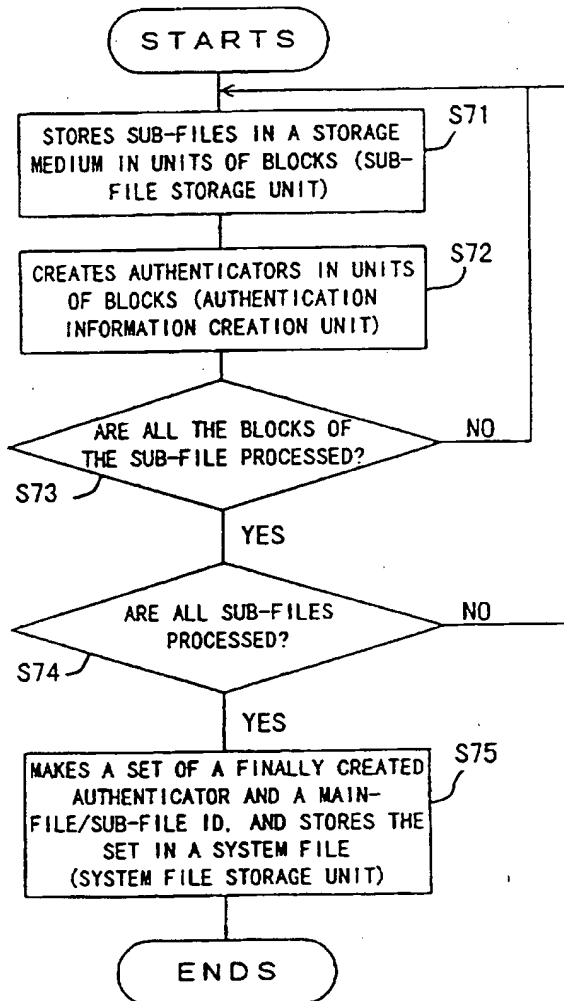 STARTS
S71
STORES SUB-FILES IN A STORAGE
MEDIUM IN UNITS OF BLOCKS (SUB-
FILE STORAGE UNIT)
S72
CREATES AUTHENTICATORS IN UNITS
OF BLOCKS (AUTHENTICATION
INFORMATION CREATION UNIT)
ARE ALL THE BLOCKS OF
THE SUB-FILE PROCESSED?
NO
S73
YES
ARE ALL SUB-FILES
PROCESSED?
NO
S74
YES
S75
MAKES A SET OF A FINALLY CREATED
AUTHENTICATOR AND A MAIN-
FILE/SUB-FILE ID, AND STORES THE
SET IN A SYSTEM FILE
(SYSTEM FILE STORAGE UNIT)
ENDS